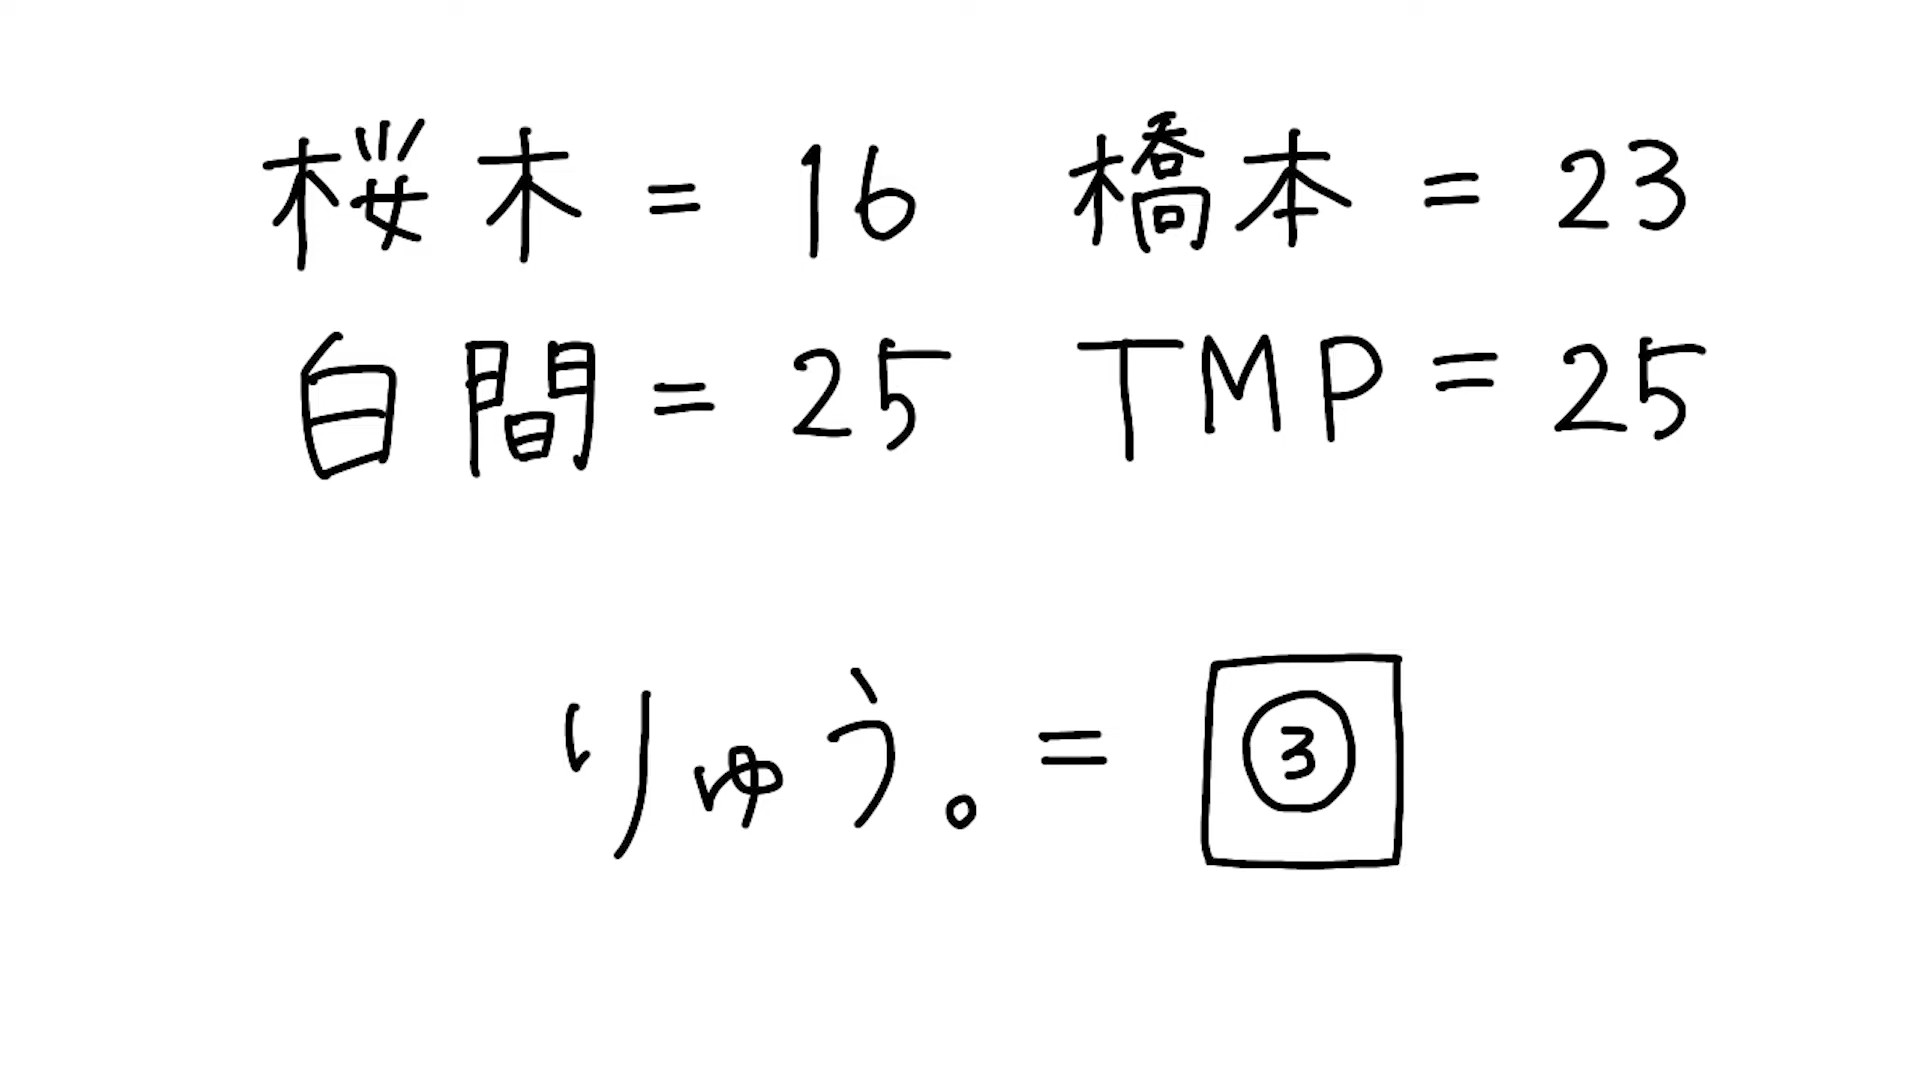 桜木 = 16 橋本 = 23
白間 = 25 TMP = 25
りゅう。 = ③